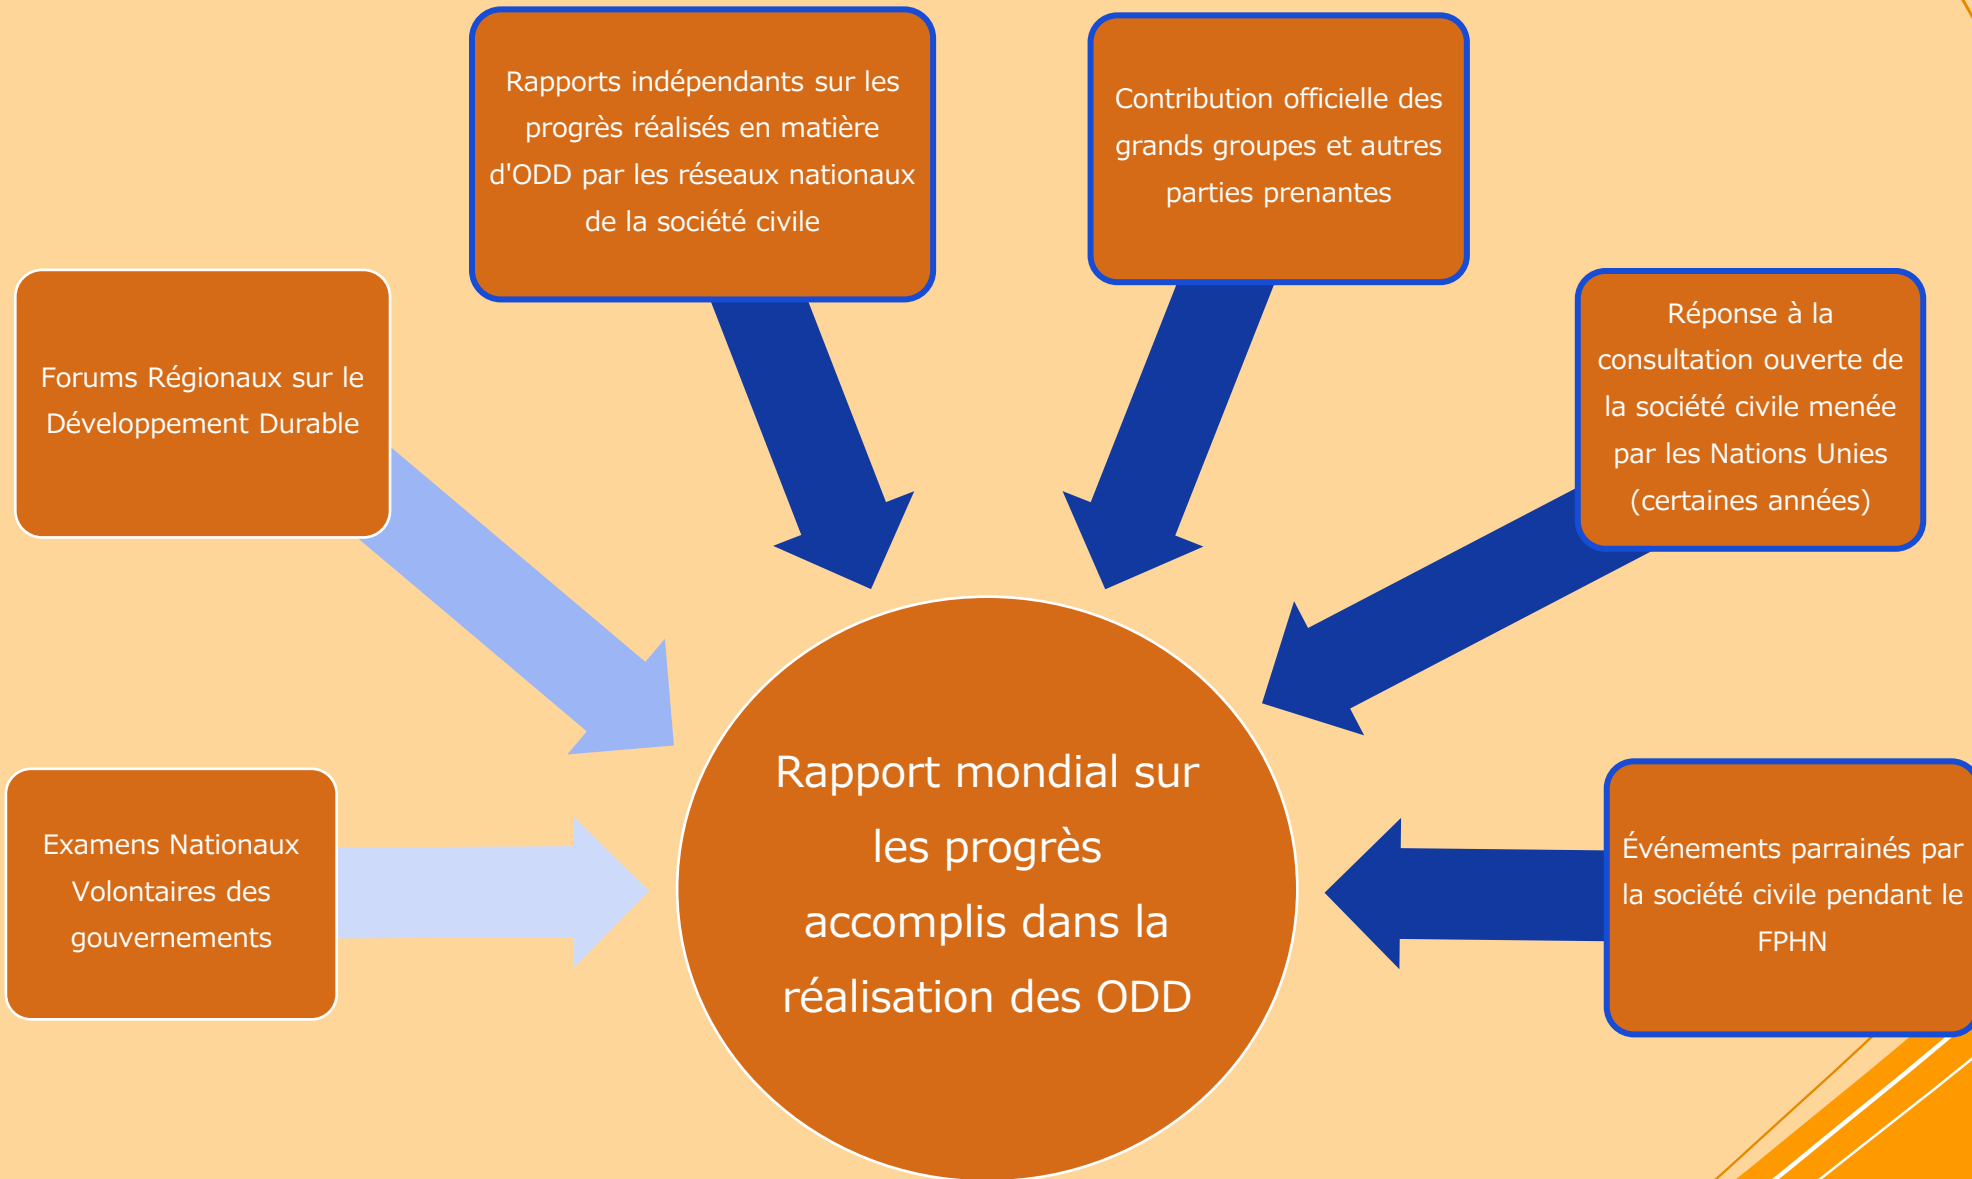 Rapports indépendants sur les
progrès réalisés en matière
d'ODD par les réseaux nationaux
de la société civile
Contribution officielle des
grands groupes et autres
parties prenantes
Forums Régionaux sur le
Développement Durable
Réponse à la
consultation ouverte de
la société civile menée
par les Nations Unies
(certaines années)
Examens Nationaux
Volontaires des
gouvernements
Rapport mondial sur
les progrès
accomplis dans la
réalisation des ODD
Événements parrainés par
la société civile pendant le
FPHN